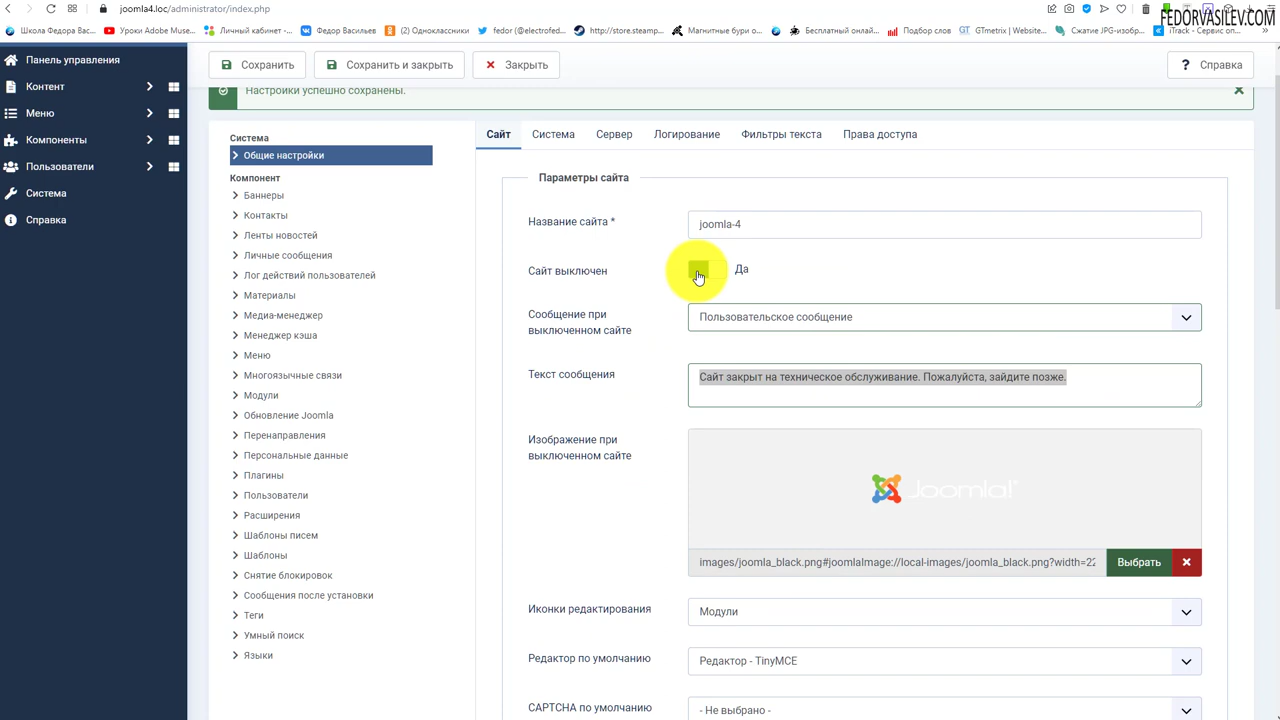 joomla4.loc/administrator/index.php
FEDORVASILEV.COM
Школа Федора Вас...
Уроки Adobe Muse...
Личный кабинет -...
Федор Васильев
(2) Одноклассники
fedor (@electrofed...
http://store.steamp...
Магнитные бури о...
Бесплатный онлай...
Подбор слов
GTmetrix | Website...
Сжатие JPG-изобр...
iTrack - Сервис оп...
Панель управления
Контент
Меню
Компоненты
Пользователи
Система
Справка
Сохранить
Сохранить и закрыть
Закрыть
? Справка
Настройки успешно сохранены.
Система
Общие настройки
Компонент
Баннеры
Контакты
Ленты новостей
Личные сообщения
Лог действий пользователей
Материалы
Медиа-менеджер
Менеджер кэша
Меню
Многоязычные связи
Модули
Обновление Joomla
Перенаправления
Персональные данные
Плагины
Пользователи
Расширения
Шаблоны писем
Шаблоны
Снятие блокировок
Сообщения после установки
Теги
Умный поиск
Языки
Сайт
Система
Сервер
Логирование
Фильтры текста
Права доступа
Параметры сайта
Название сайта *
joomla-4
Сайт выключен
Да
Сообщение при
выключенном сайте
Пользовательское сообщение
Текст сообщения
Сайт закрыт на техническое обслуживание. Пожалуйста, зайдите позже.
Изображение при
выключенном сайте
Joomla!
images/joomla_black.png#joomlaImage://local-images/joomla_black.png?width=22
Выбрать
Иконки редактирования
Модули
Редактор по умолчанию
Редактор - TinyMCE
CAPTCHA по умолчанию
- Не выбрано -